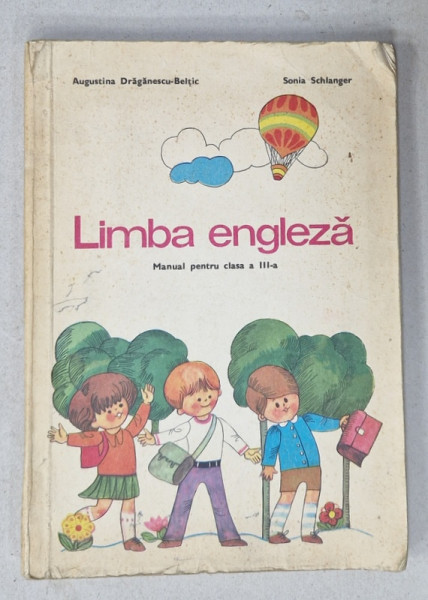 Augustina Drăgănescu-Belțic Sonia Schlanger
Limba engleză
Manual pentru clasa a III-a